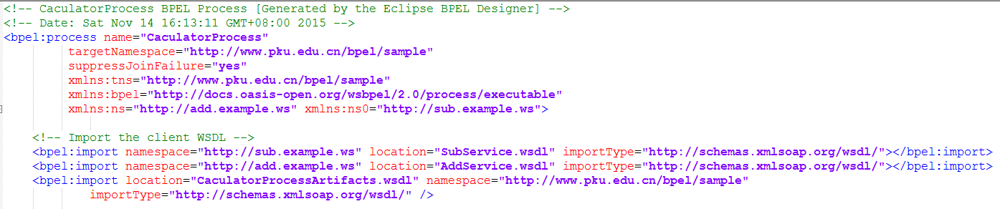 <!-- CaculatorProcess BPEL Process [Generated by the Eclipse BPEL Designer] -->
<!-- Date: Sat Nov 14 16:13:11 GMT+08:00 2015 -->
<bpel:process name="CaculatorProcess"
targetNamespace="http://www.pku.edu.cn/bpel/sample"
suppressJoinFailure="yes"
xmlns:tns="http://www.pku.edu.cn/bpel/sample"
xmlns:bpel="http://docs.oasis-open.org/wsbpel/2.0/process/executable"
xmlns:ns="http://add.example.ws" xmlns:ns0="http://sub.example.ws">
<!-- Import the client WSDL -->
<bpel:import namespace="http://sub.example.ws" location="SubService.wsdl" importType="http://schemas.xmlsoap.org/wsdl/"></bpel:import>
<bpel:import namespace="http://add.example.ws" location="AddService.wsdl" importType="http://schemas.xmlsoap.org/wsdl/"></bpel:import>
<bpel:import location="CaculatorProcessArtifacts.wsdl" namespace="http://www.pku.edu.cn/bpel/sample"
importType="http://schemas.xmlsoap.org/wsdl/" />